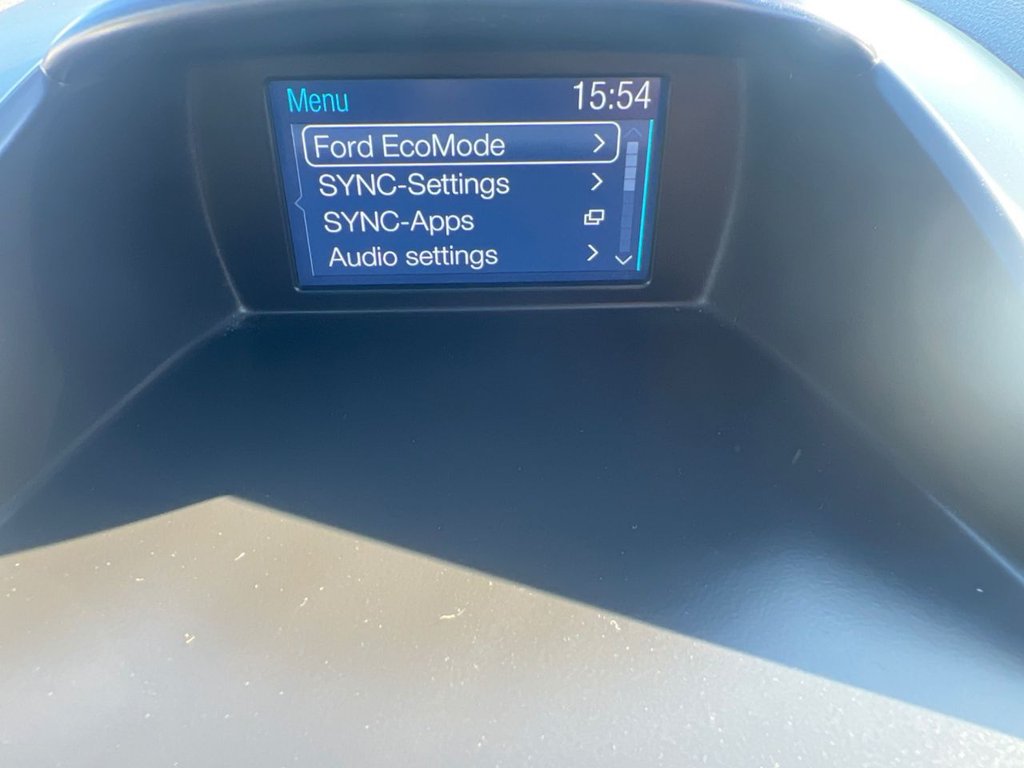 Menu 15:54
Ford EcoMode
SYNC-Settings
SYNC-Apps
Audio settings